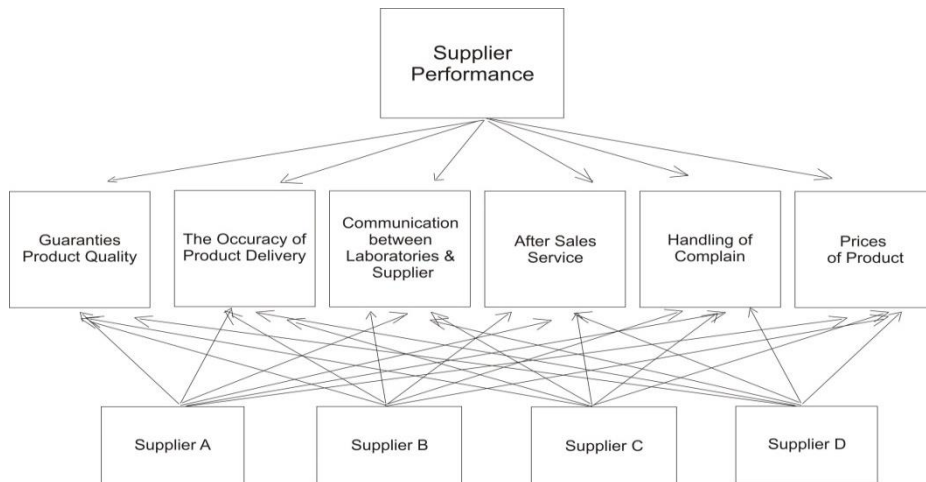 Supplier
Performance
Guaranties
Product Quality
The Occuracy of
Product Delivery
Communication
between
Laboratories &
Supplier
After Sales
Service
Handling of
Complain
Prices
of Product
Supplier A
Supplier B
Supplier C
Supplier D